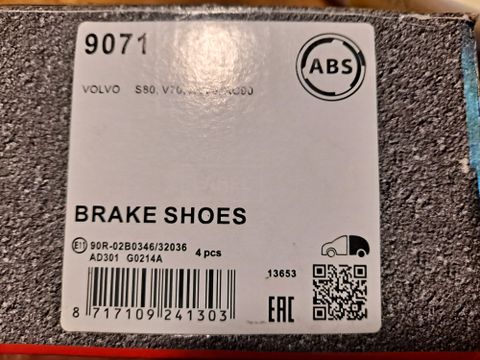 9071
ABS
VOLVO S80, V70,
BRAKE SHOES
E11 90R-02B0346/32036
AD301 G0214A
4 pcs
13653
EAC
8 717109 241303